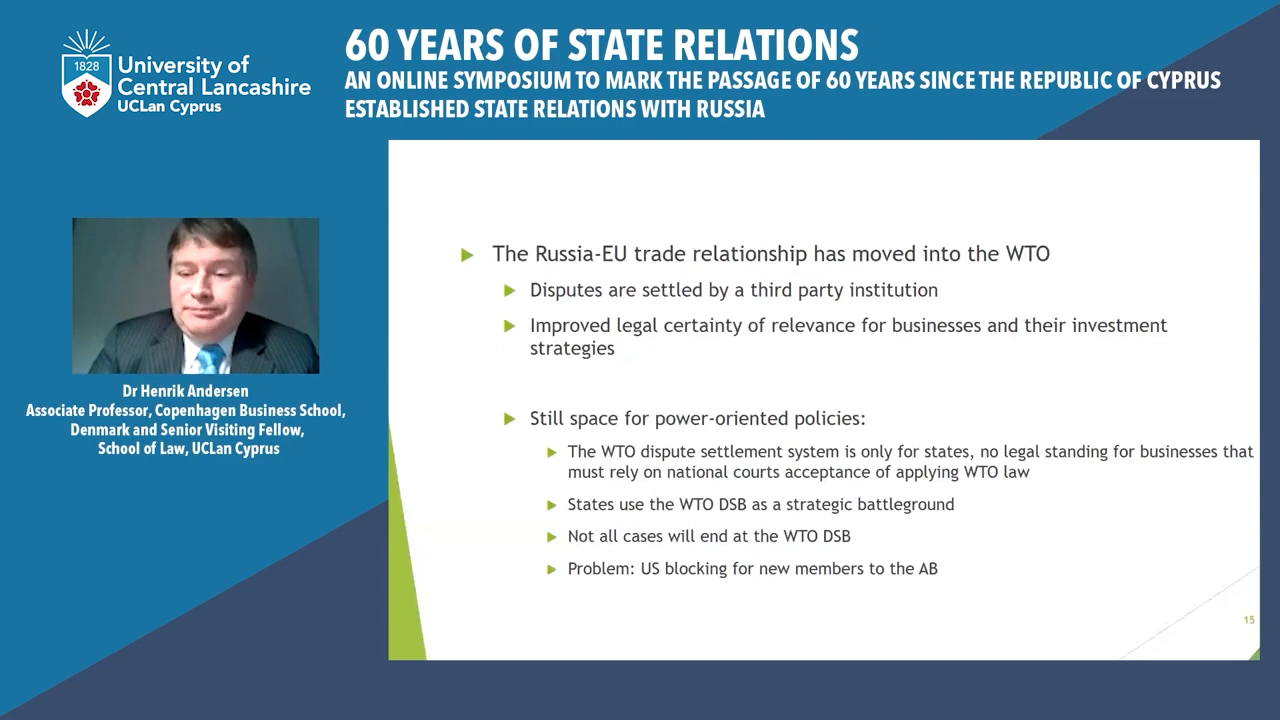 1828
University of
Central Lancashire
UCLan Cyprus
60 YEARS OF STATE RELATIONS
AN ONLINE SYMPOSIUM TO MARK THE PASSAGE OF 60 YEARS SINCE THE REPUBLIC OF CYPRUS
ESTABLISHED STATE RELATIONS WITH RUSSIA
Dr Henrik Andersen
Associate Professor, Copenhagen Business School,
Denmark and Senior Visiting Fellow,
School of Law, UCLan Cyprus
The Russia-EU trade relationship has moved into the WTO
Disputes are settled by a third party institution
Improved legal certainty of relevance for businesses and their investment
strategies
Still space for power-oriented policies:
The WTO dispute settlement system is only for states, no legal standing for businesses that
must rely on national courts acceptance of applying WTO law
States use the WTO DSB as a strategic battleground
Not all cases will end at the WTO DSB
Problem: US blocking for new members to the AB
15